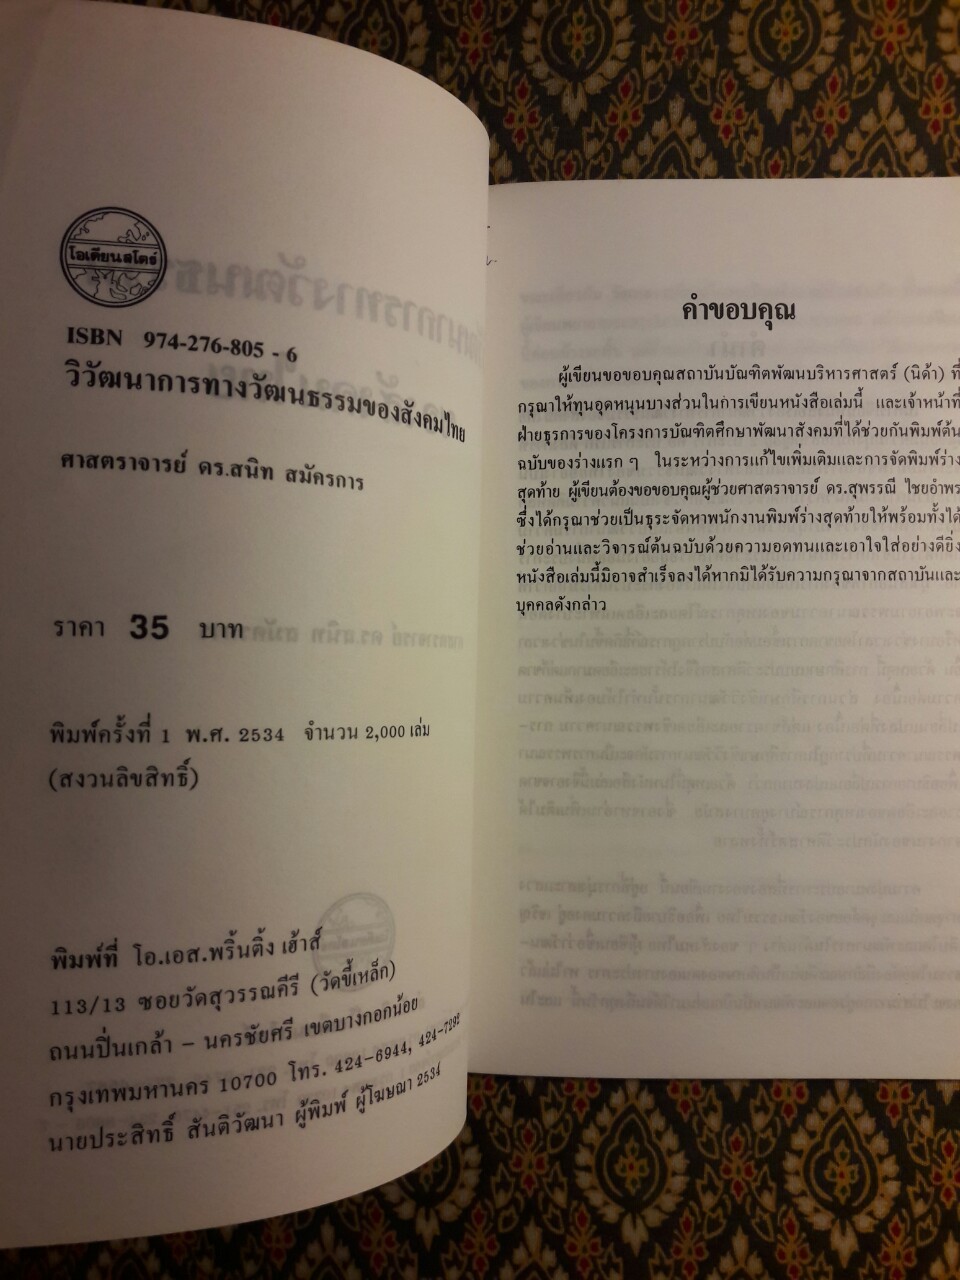 โอเดียนสโตร์
ISBN 974-276-805 - 6
วิวัฒนาการทางวัฒนธรรมของสังคมไทย
ศาสตราจารย์ ดร.สนิท สมัครการ
ราคา 35 บาท
พิมพ์ครั้งที่ 1 พ.ศ. 2534 จำนวน 2,000 เล่ม
(สงวนลิขสิทธิ์)
พิมพ์ที่ โอ.เอส.พริ้นติ้ง เฮ้าส์
113/13 ซอยวัดสุวรรณคีรี (วัดขี้เหล็ก)
ถนนปิ่นเกล้า – นครชัยศรี เขตบางกอกน้อย
กรุงเทพมหานคร 10700 โทร. 424-6944, 424-7292
นายประสิทธิ์ สันติวัฒนา ผู้พิมพ์ ผู้โฆษณา 2534
คำขอบคุณ
ผู้เขียนขอขอบคุณสถาบันบัณฑิตพัฒนบริหารศาสตร์ (นิด้า) ที่
กรุณาให้ทุนอุดหนุนบางส่วนในการเขียนหนังสือเล่มนี้ และเจ้าหน้าที่
ฝ่ายธุรการของโครงการบัณฑิตศึกษาพัฒนาสังคมที่ได้ช่วยกันพิมพ์ต้น
ฉบับของร่างแรก ๆ ในระหว่างการแก้ไขเพิ่มเติมและการจัดพิมพ์ร่าง
สุดท้าย ผู้เขียนต้องขอขอบคุณผู้ช่วยศาสตราจารย์ ดร.สุพรรณี ไชยอำพร
ซึ่งได้กรุณาช่วยเป็นธุระจัดหาพนักงานพิมพ์ร่างสุดท้ายให้พร้อมทั้งได้
ช่วยอ่านและวิจารณ์ต้นฉบับด้วยความอดทนและเอาใจใส่อย่างดียิ่ง
หนังสือเล่มนี้มิอาจสำเร็จลงได้หากมิได้รับความกรุณาจากสถาบันและ
บุคคลดังกล่าว